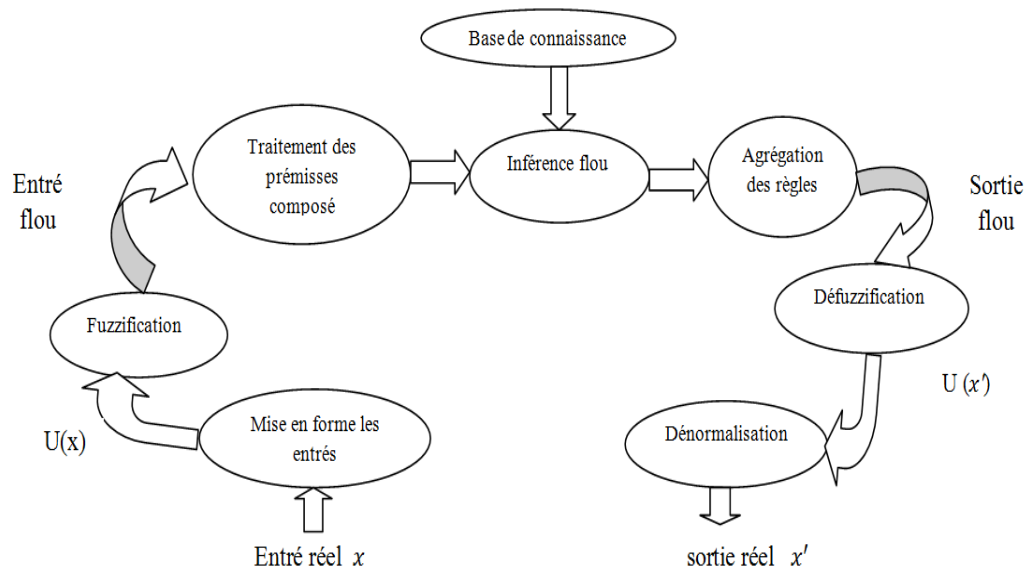 Base de connaissance
Traitement des
prémisses
composé
Inférence flou
Agrégation
des règles
Entré
flou
Sortie
flou
Fuzzification
Défuzzification
U(x)
U (x')
Mise en forme les
entrés
Dénormalisation
Entré réel x
sortie réel x'